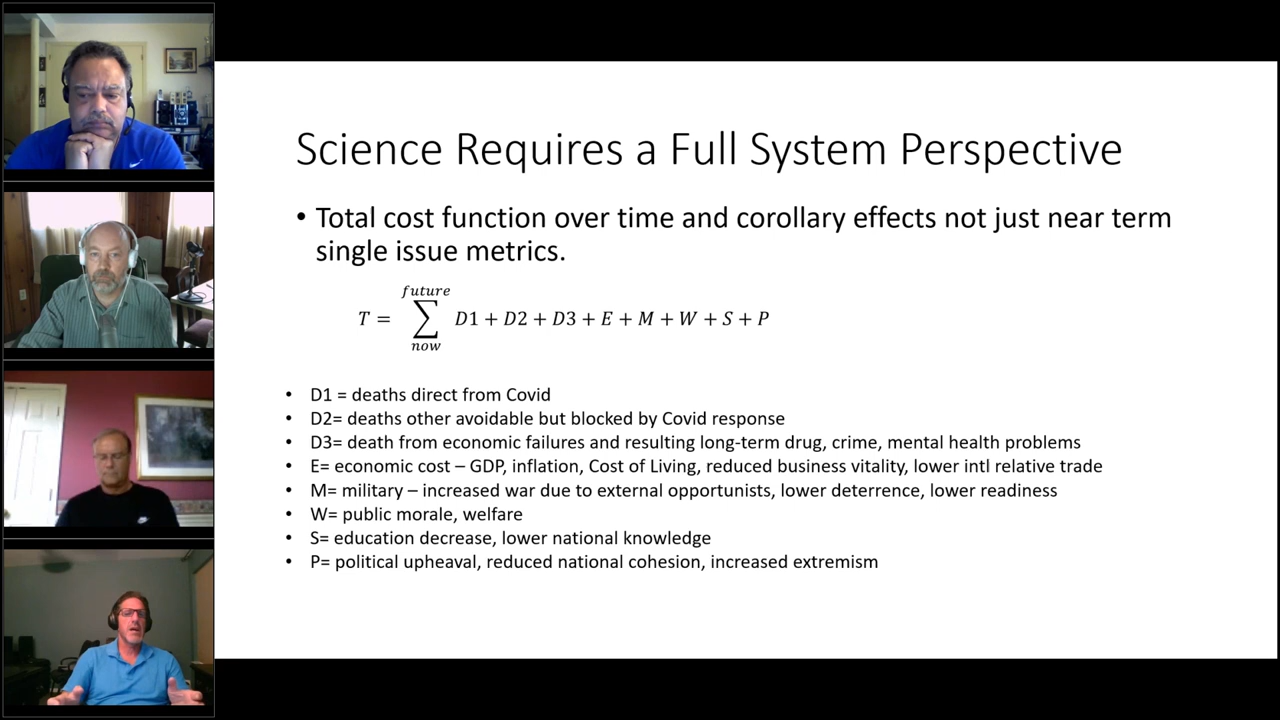 Science Requires a Full System Perspective
• Total cost function over time and corollary effects not just near term
single issue metrics.
future
T = ∑ D1 + D2 + D3 + E + M + W + S + P
now
• D1 = deaths direct from Covid
• D2= deaths other avoidable but blocked by Covid response
• D3= death from economic failures and resulting long-term drug, crime, mental health problems
• E= economic cost – GDP, inflation, Cost of Living, reduced business vitality, lower intl relative trade
• M= military – increased war due to external opportunists, lower deterrence, lower readiness
• W= public morale, welfare
• S= education decrease, lower national knowledge
• P= political upheaval, reduced national cohesion, increased extremism